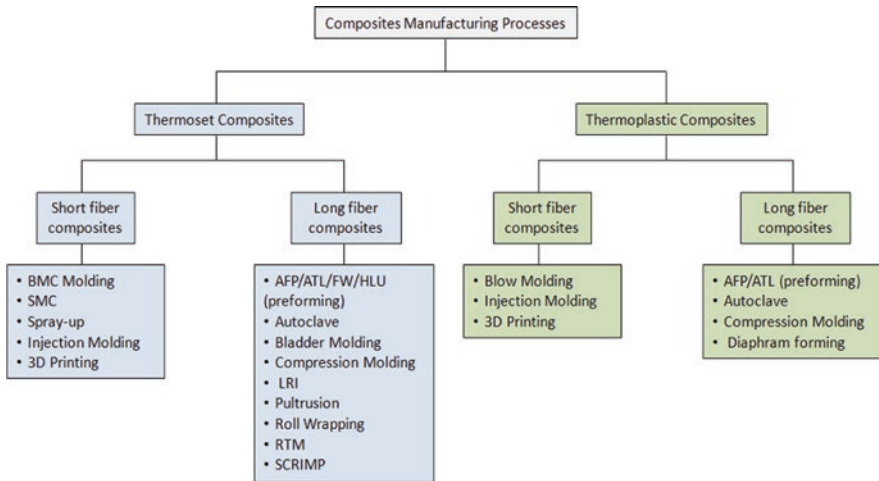 Composites Manufacturing Processes
Thermoset Composites
Thermoplastic Composites
Short fiber
composites
Long fiber
composites
Short fiber
composites
Long fiber
composites
• BMC Molding
• SMC
• Spray-up
• Injection Molding
• 3D Printing
• AFP/ATL/FW/HLU
(preforming)
• Autoclave
• Bladder Molding
• Compression Molding
• LRI
• Pultrusion
• Roll Wrapping
• RTM
• SCRIMP
• Blow Molding
• Injection Molding
• 3D Printing
• AFP/ATL (preforming)
• Autoclave
• Compression Molding
• Diaphram forming